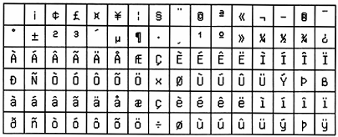 ¡ ¢ £ ¤ ¥ ¦ § ¨ © ª « ¬ - ® ¯
° ± ² ³ ´ µ ¶ · ¸ ¹ º » ¼ ½ ¾ ¿
À Á Â Ã Ä Å Æ Ç È É Ê Ë Ì Í Î Ï
Ð Ñ Ò Ó Ô Õ Ö × Ø Ù Ú Û Ü Ý Þ ß
à á â ã ä å æ ç è é ê ë ì í î ï
ð ñ ò ó ô õ ö ÷ ø ù ú û ü ý þ ÿ